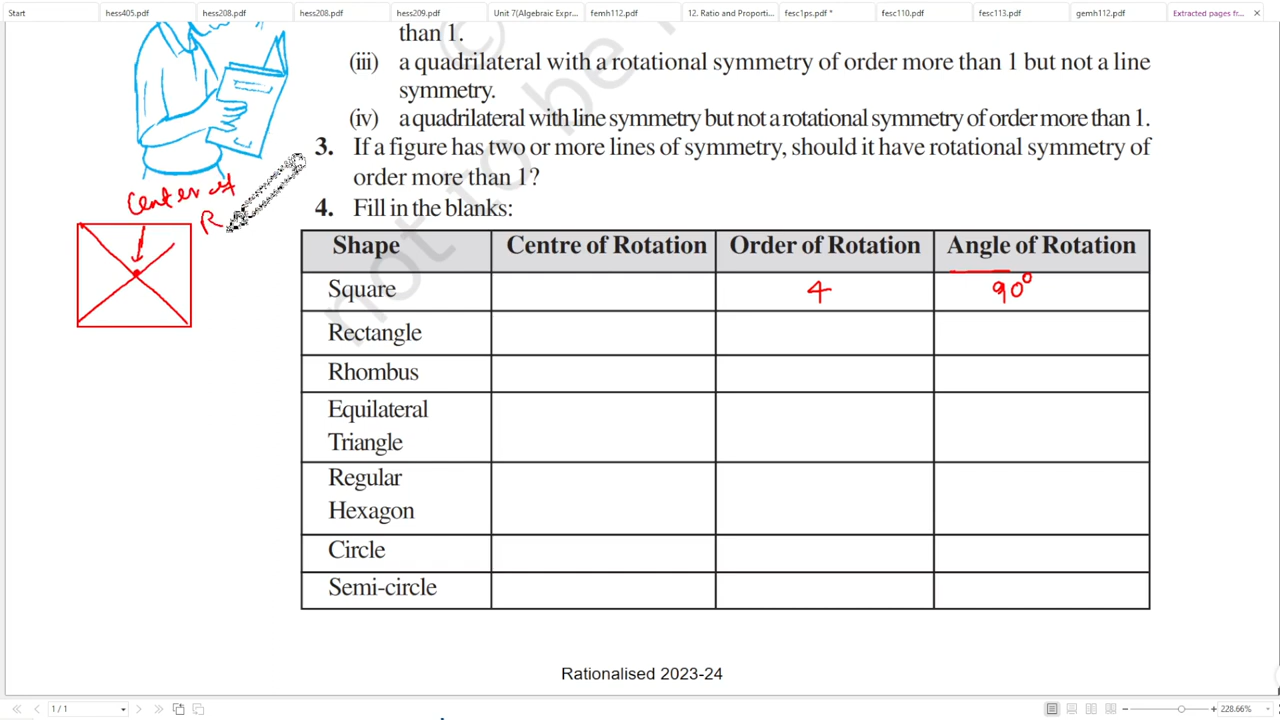 Start hess405.pdf hess208.pdf hess208.pdf hess209.pdf Unit 7(Algebraic Expr... femh112.pdf 12. Ratio and Proporti... fesc1ps.pdf * fesc110.pdf fesc113.pdf gemh112.pdf Extracted pages fr... ×
than 1.
(iii) a quadrilateral with a rotational symmetry of order more than 1 but not a line
symmetry.
(iv) a quadrilateral with line symmetry but not a rotational symmetry of order more than 1.
3. If a figure has two or more lines of symmetry, should it have rotational symmetry of
order more than 1?
Center of
R
4. Fill in the blanks:
Shape Centre of Rotation Order of Rotation Angle of Rotation
Square 4 90°
Rectangle
Rhombus
Equilateral
Triangle
Regular
Hexagon
Circle
Semi-circle
not to be
©
Rationalised 2023-24
1 / 1 228.66%